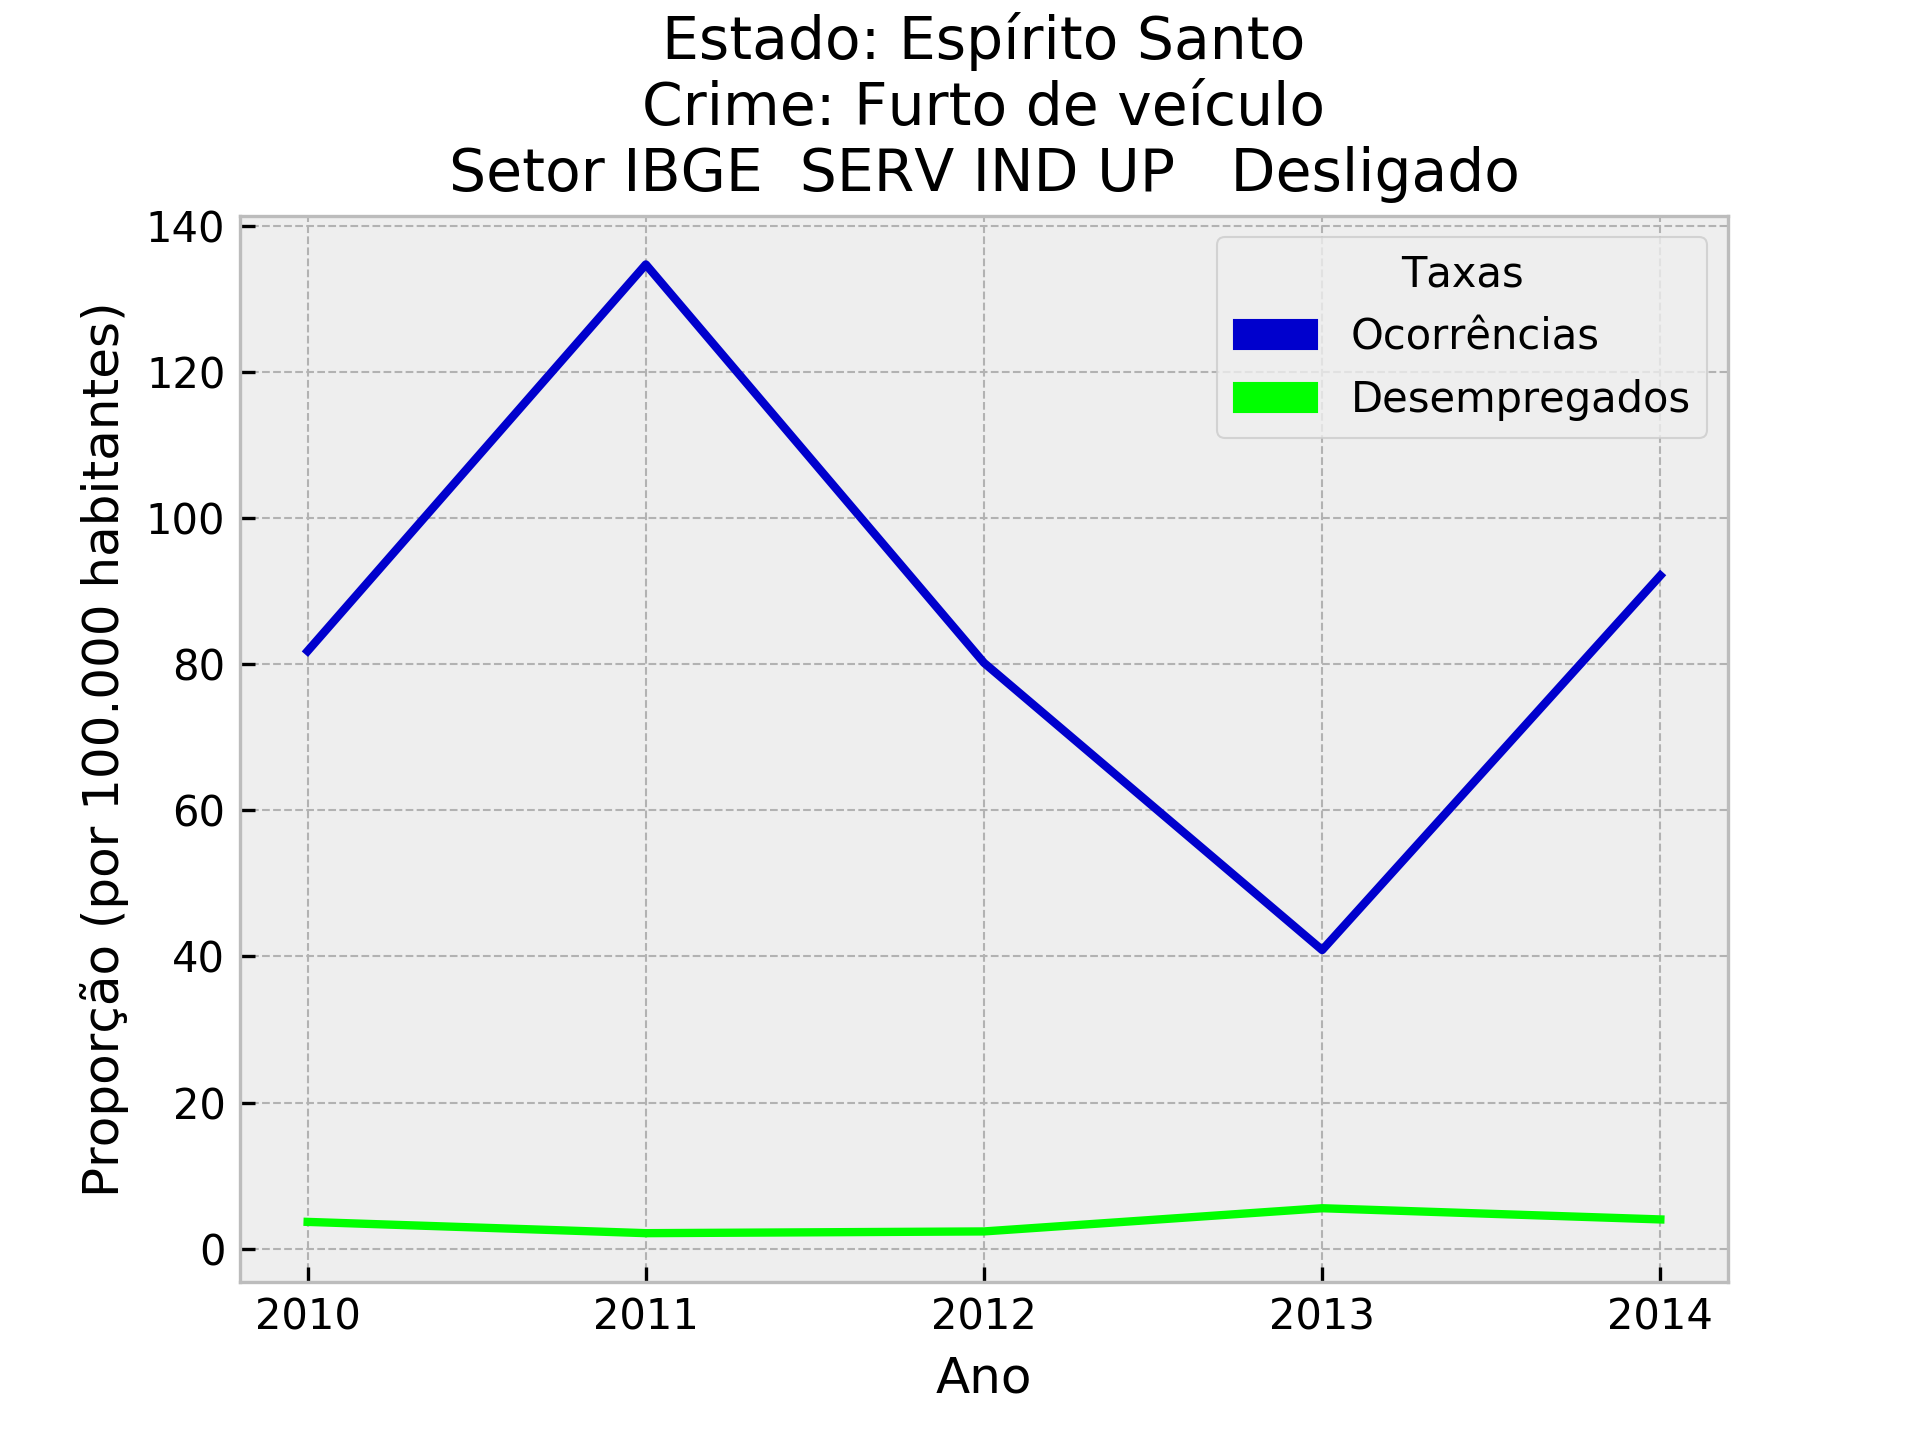 Estado: Espírito Santo
Crime: Furto de veículo
Setor IBGE  SERV IND UP   Desligado
Proporção (por 100.000 habitantes)
140
120
100
80
60
40
20
0
Taxas
Ocorrências
Desempregados
2010 2011 2012 2013 2014
Ano